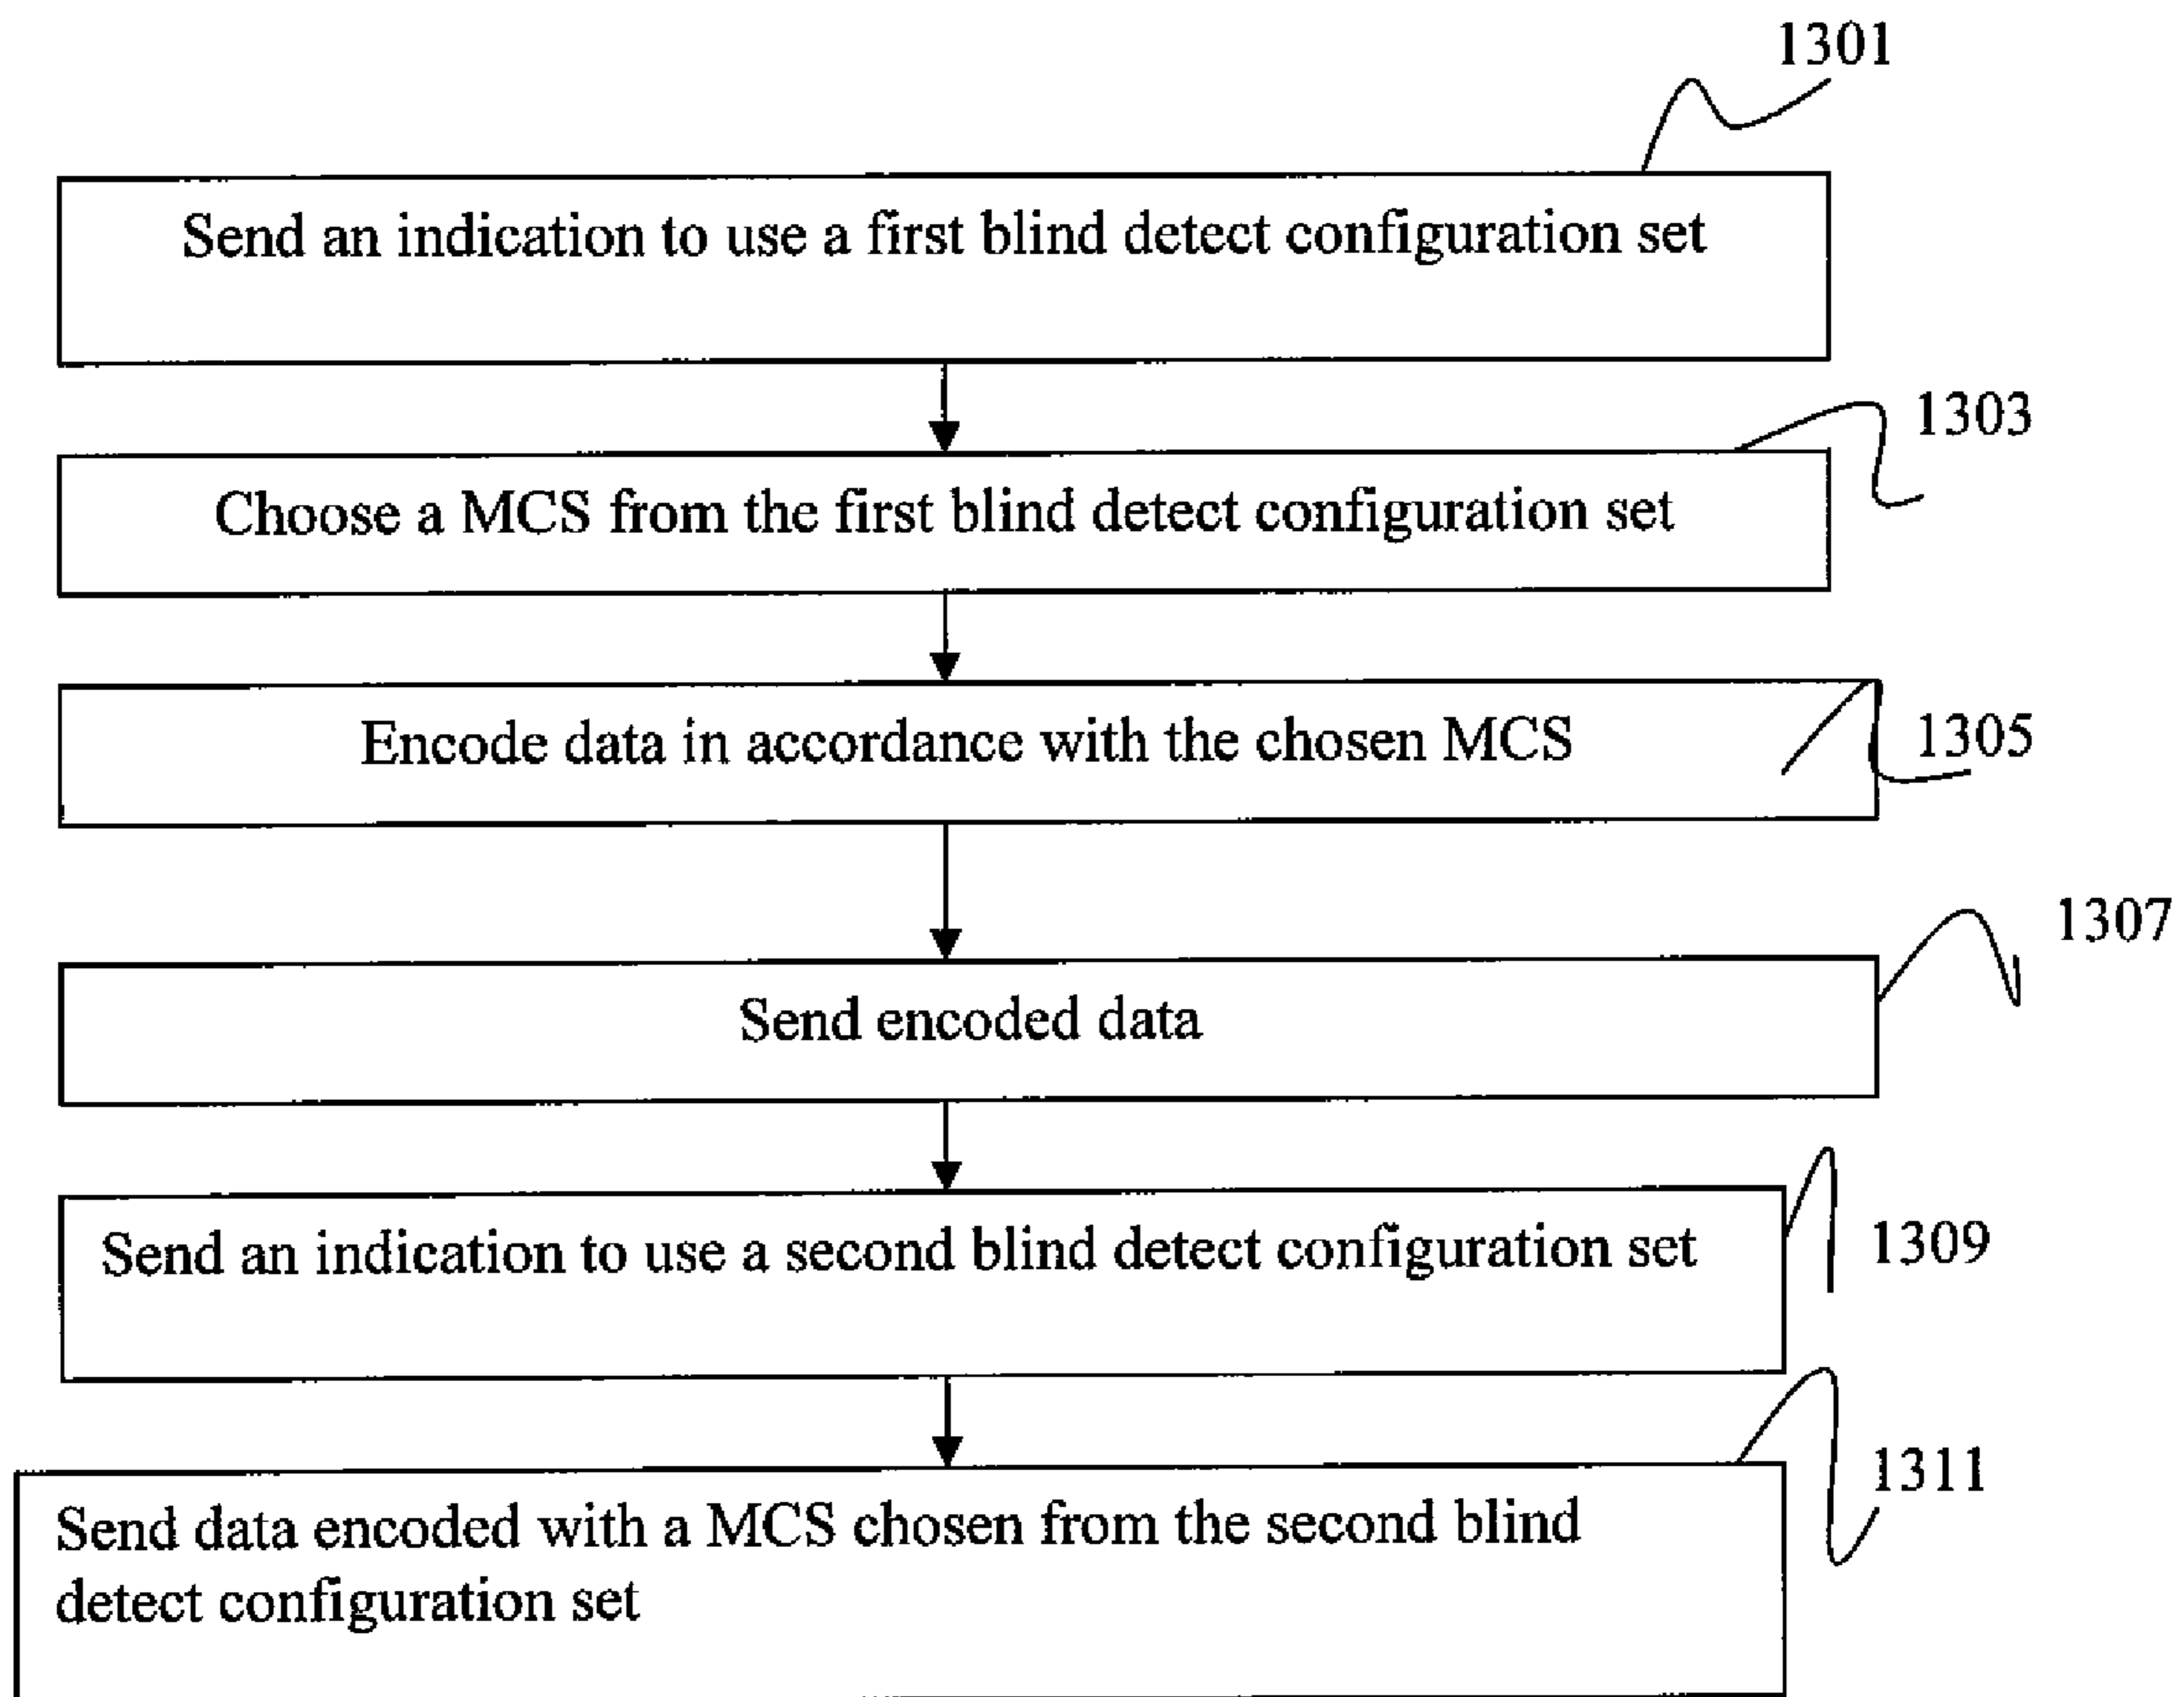 1301
Send an indication to use a first blind detect configuration set
1303
Choose a MCS from the first blind detect configuration set
Encode data in accordance with the chosen MCS
1305
1307
Send encoded data
Send an indication to use a second blind detect configuration set
1309
1311
Send data encoded with a MCS chosen from the second blind
detect configuration set